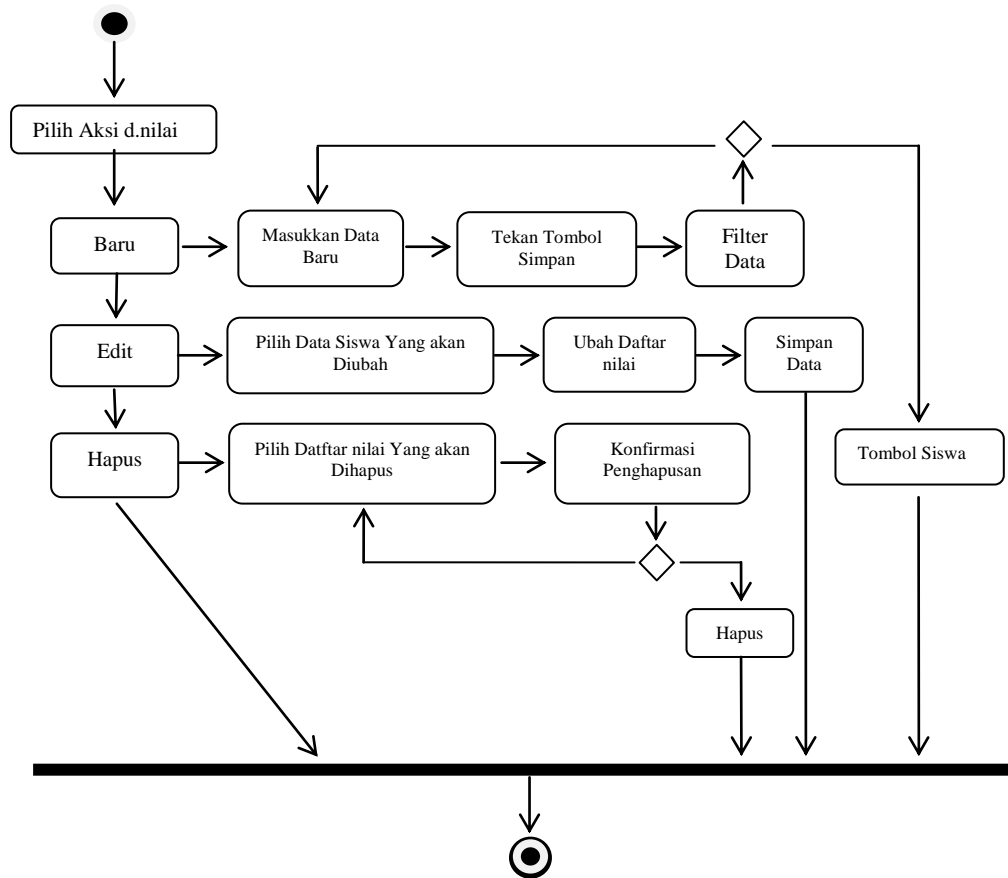 Pilih Aksi d.nilai
Baru
Masukkan Data
Baru
Tekan Tombol
Simpan
Filter
Data
Edit
Pilih Data Siswa Yang akan
Diubah
Ubah Daftar
nilai
Simpan
Data
Hapus
Pilih Datftar nilai Yang akan
Dihapus
Konfirmasi
Penghapusan
Tombol Siswa
Hapus